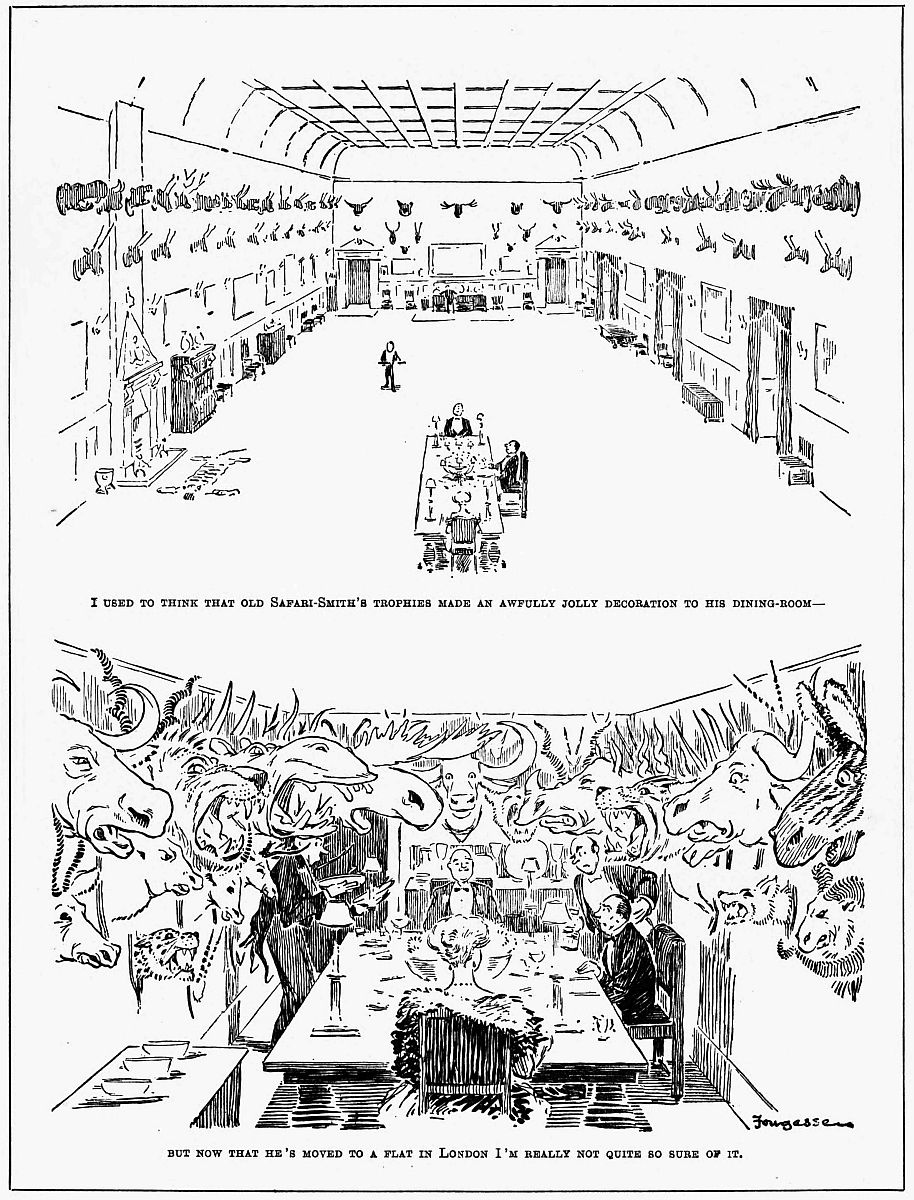 I USED TO THINK THAT OLD SAFARI-SMITH'S TROPHIES MADE AN AWFULLY JOLLY DECORATION TO HIS DINING-ROOM—
BUT NOW THAT HE'S MOVED TO A FLAT IN LONDON I'M REALLY NOT QUITE SO SURE OF IT.
Fougasse